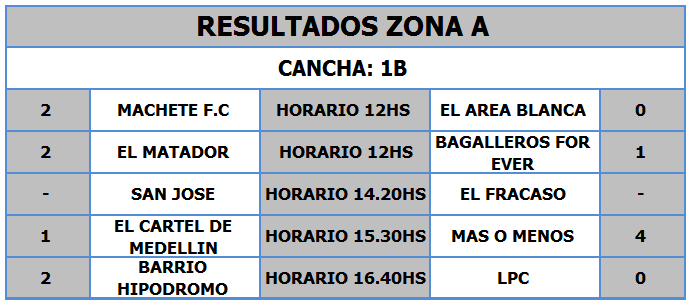 RESULTADOS ZONA A
CANCHA: 1B
2 MACHETE F.C HORARIO 12HS EL AREA BLANCA 0
2 EL MATADOR HORARIO 12HS BAGALLEROS FOR EVER 1
- SAN JOSE HORARIO 14.20HS EL FRACASO -
1 EL CARTEL DE MEDELLIN HORARIO 15.30HS MAS O MENOS 4
2 BARRIO HIPODROMO HORARIO 16.40HS LPC 0